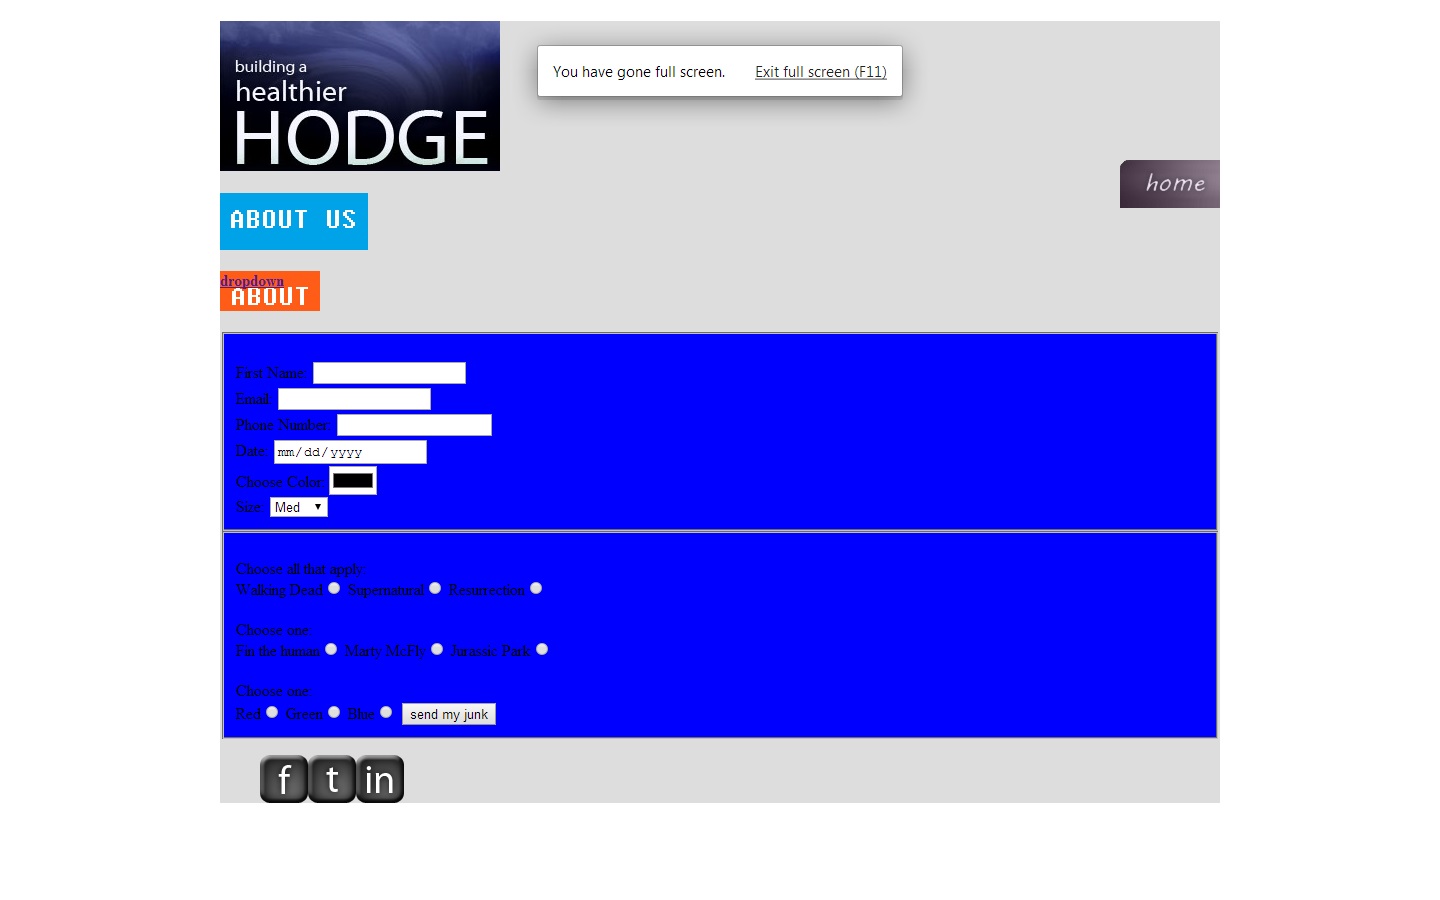 building a
healthier
HODGE
You have gone full screen. Exit full screen (F11)
home
ABOUT US
dropdown
ABOUT
First Name:
Email:
Phone Number:
Date: mm/dd/yyyy
Choose Color:
Size: Med
Choose all that apply:
Walking Dead Supernatural Resurrection
Choose one:
Fin the human Marty McFly Jurassic Park
Choose one:
Red Green Blue send my junk
f t in